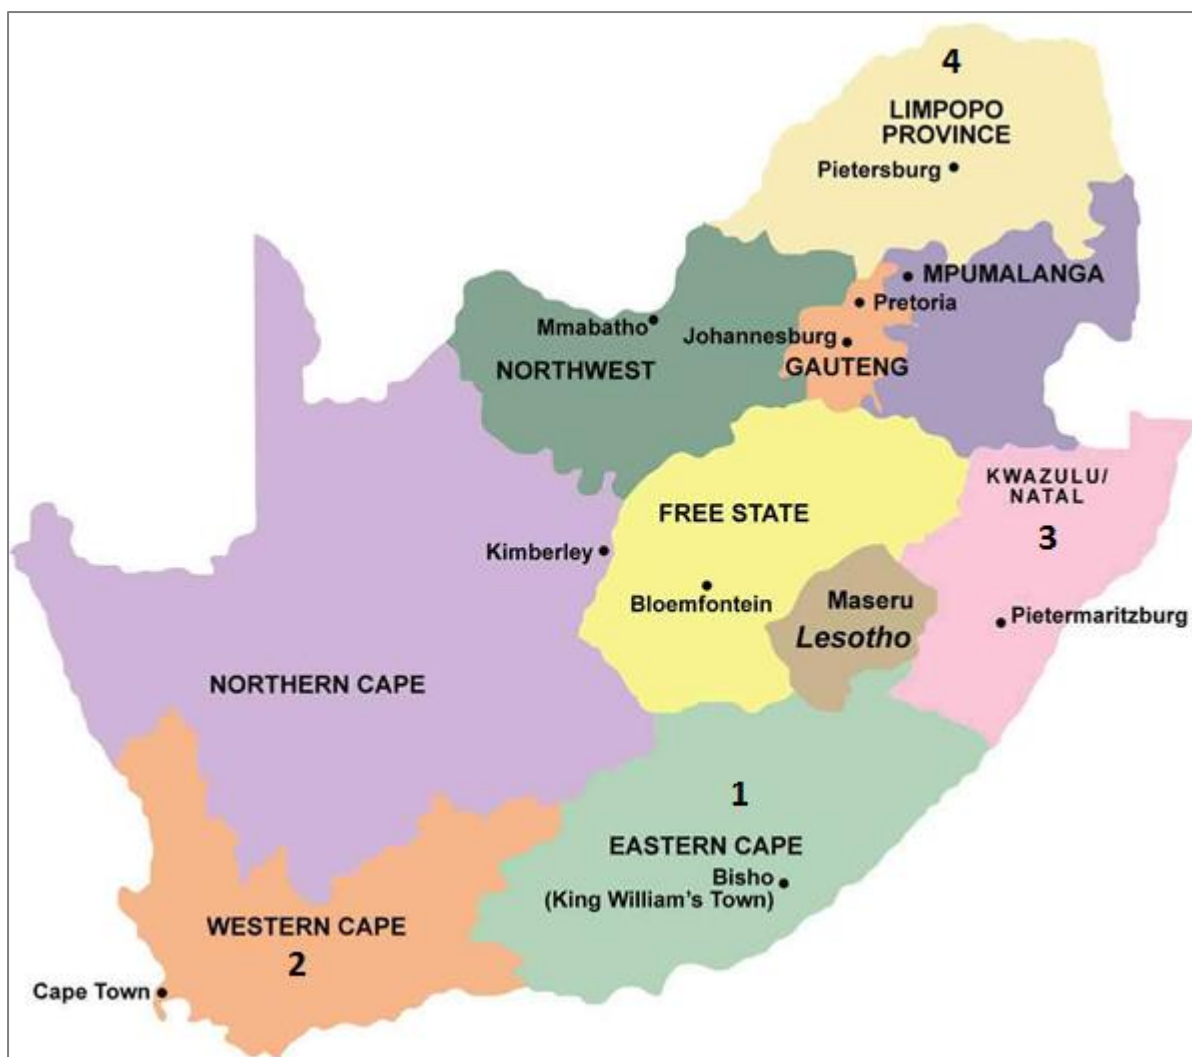 4
LIMPOPO
PROVINCE
Pietersburg
MPUMALANGA
Pretoria
Mmabatho
Johannesburg
NORTHWEST
GAUTENG
KWAZULU/
NATAL
3
FREE STATE
Kimberley
Bloemfontein
Maseru
Lesotho
Pietermaritzburg
NORTHERN CAPE
1
EASTERN CAPE
Bisho
(King William's Town)
WESTERN CAPE
2
Cape Town